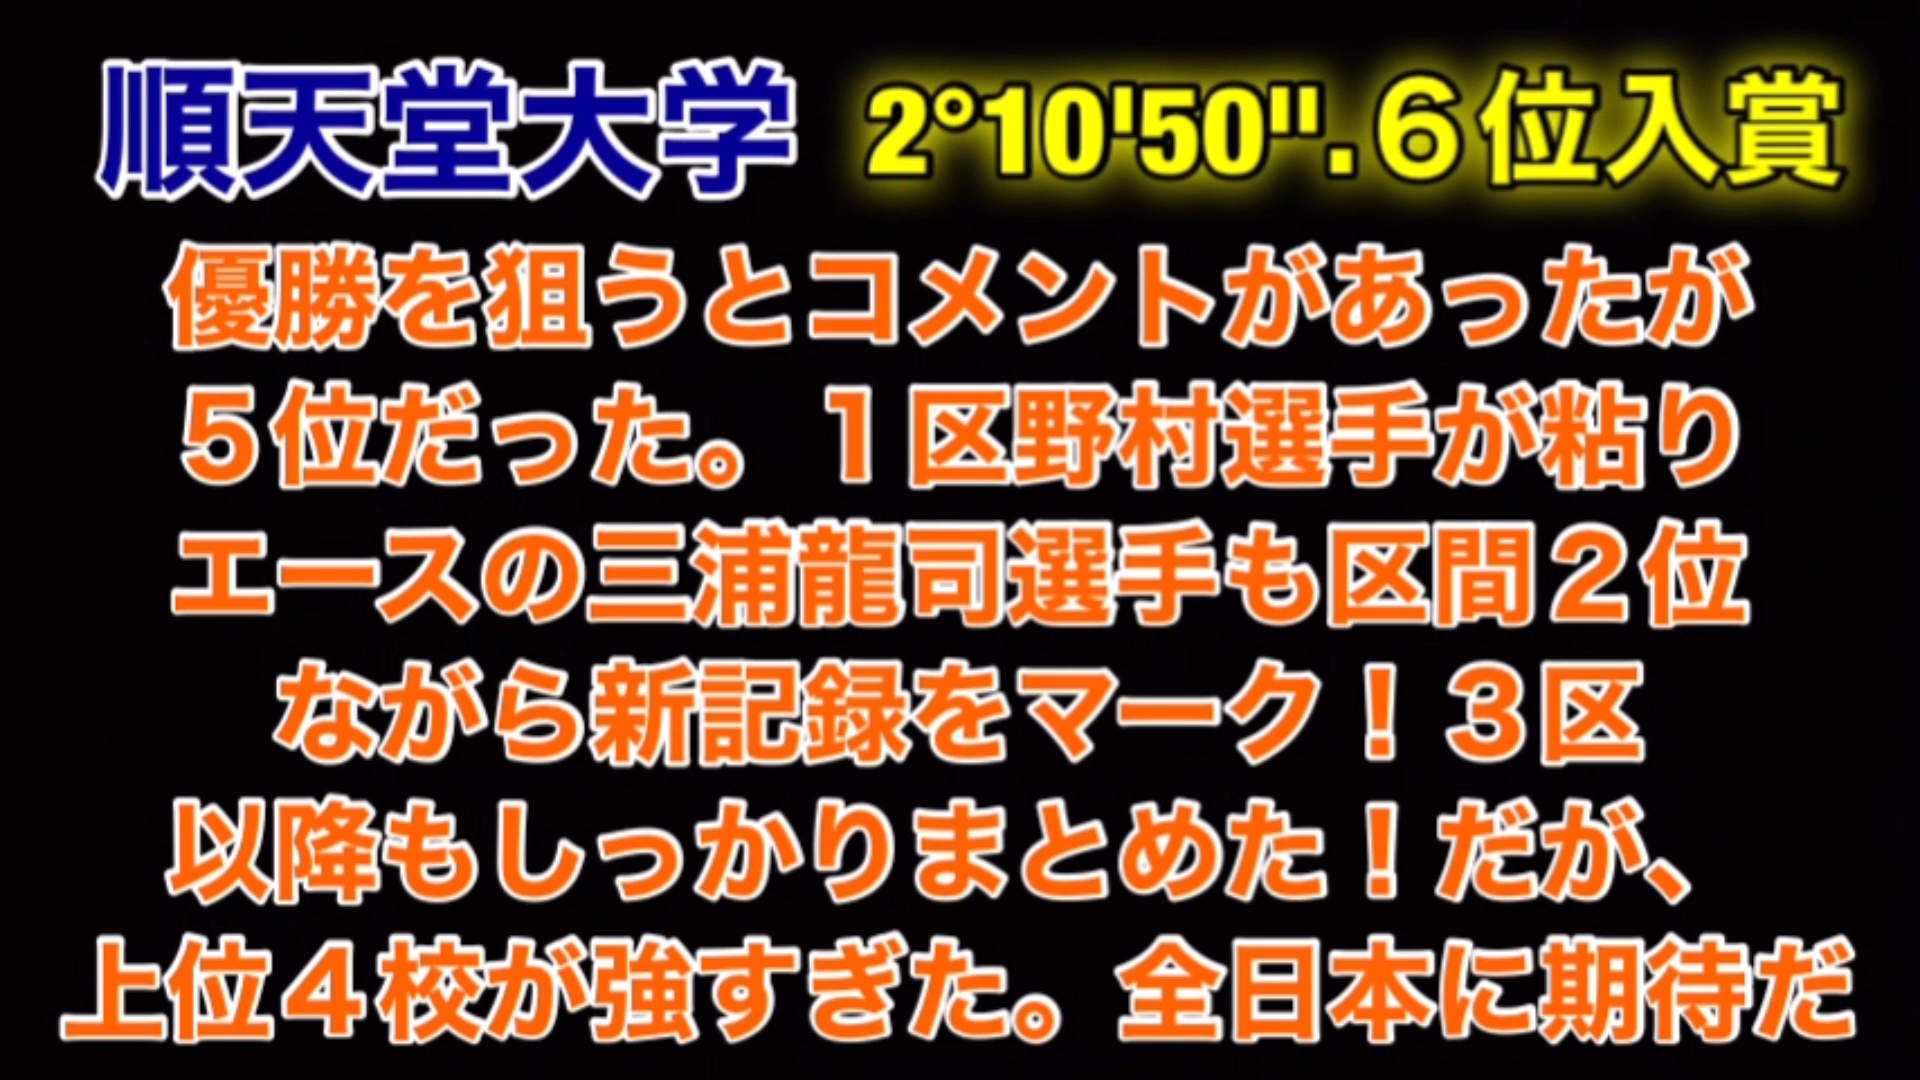 順天堂大学 2°10'50".６位入賞
優勝を狙うとコメントがあったが
５位だった。１区野村選手が粘り
エースの三浦龍司選手も区間２位
ながら新記録をマーク！３区
以降もしっかりまとめた！だが、
上位４校が強すぎた。全日本に期待だ